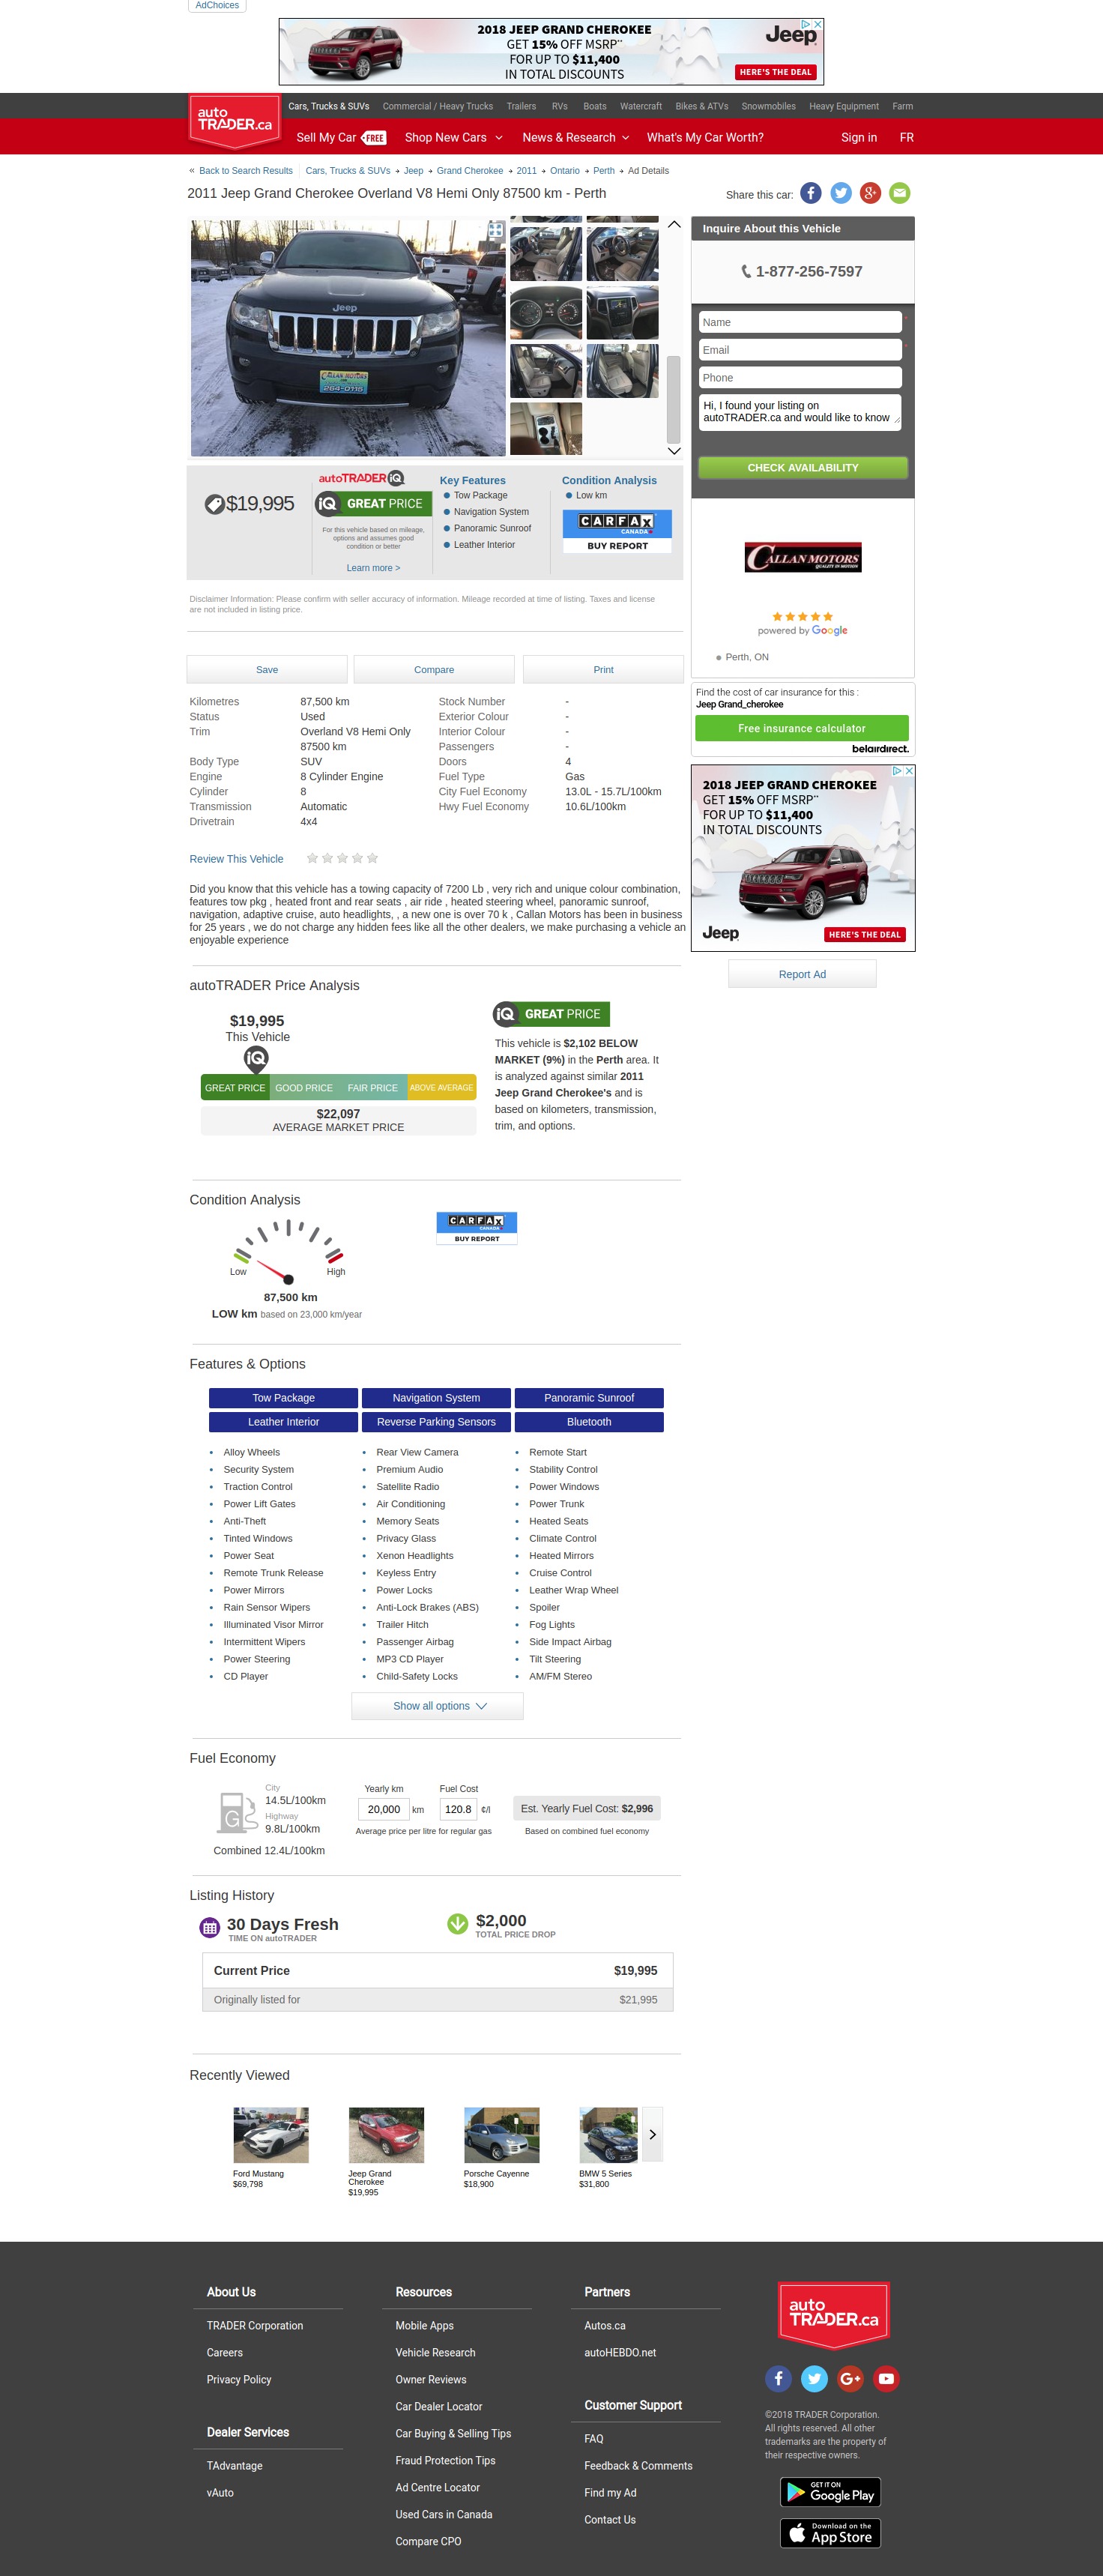 AdChoices
2018 JEEP GRAND CHEROKEE
GET 15% OFF MSRP**
FOR UP TO $11,400
IN TOTAL DISCOUNTS
Jeep
HERE'S THE DEAL
auto
TRADER.ca
Cars, Trucks & SUVs Commercial / Heavy Trucks Trailers RVs Boats Watercraft Bikes & ATVs Snowmobiles Heavy Equipment Farm
Sell My Car FREE Shop New Cars News & Research What's My Car Worth? Sign in FR
« Back to Search Results Cars, Trucks & SUVs Jeep Grand Cherokee 2011 Ontario Perth Ad Details
2011 Jeep Grand Cherokee Overland V8 Hemi Only 87500 km - Perth
Share this car:
Jeep
CALLAN MOTORS
264-0115
Inquire About this Vehicle
1-877-256-7597
Name
Email
Phone
Hi, I found your listing on
autoTRADER.ca and would like to know
CHECK AVAILABILITY
$19,995
autoTRADER iQ
iQ GREAT PRICE
For this vehicle based on mileage,
options and assumes good
condition or better
Learn more >
Key Features
Tow Package
Navigation System
Panoramic Sunroof
Leather Interior
Condition Analysis
Low km
CARFAX
CANADA
BUY REPORT
CALLAN MOTORS
QUALITY IN MOTION
powered by Google
Perth, ON
Disclaimer Information: Please confirm with seller accuracy of information. Mileage recorded at time of listing. Taxes and license
are not included in listing price.
Save Compare Print
Kilometres 87,500 km Stock Number -
Status Used Exterior Colour -
Trim Overland V8 Hemi Only Interior Colour -
87500 km Passengers -
Body Type SUV Doors 4
Engine 8 Cylinder Engine Fuel Type Gas
Cylinder 8 City Fuel Economy 13.0L - 15.7L/100km
Transmission Automatic Hwy Fuel Economy 10.6L/100km
Drivetrain 4x4
Find the cost of car insurance for this :
Jeep Grand_cherokee
Free insurance calculator
belairdirect.
2018 JEEP GRAND CHEROKEE
GET 15% OFF MSRP**
FOR UP TO $11,400
IN TOTAL DISCOUNTS
Jeep
HERE'S THE DEAL
Report Ad
Review This Vehicle
Did you know that this vehicle has a towing capacity of 7200 Lb , very rich and unique colour combination,
features tow pkg , heated front and rear seats , air ride , heated steering wheel, panoramic sunroof,
navigation, adaptive cruise, auto headlights, , a new one is over 70 k , Callan Motors has been in business
for 25 years , we do not charge any hidden fees like all the other dealers, we make purchasing a vehicle an
enjoyable experience
autoTRADER Price Analysis
$19,995
This Vehicle
iQ
GREAT PRICE GOOD PRICE FAIR PRICE ABOVE AVERAGE
$22,097
AVERAGE MARKET PRICE
iQ GREAT PRICE
This vehicle is $2,102 BELOW
MARKET (9%) in the Perth area. It
is analyzed against similar 2011
Jeep Grand Cherokee's and is
based on kilometers, transmission,
trim, and options.
Condition Analysis
Low High
87,500 km
LOW km based on 23,000 km/year
CARFAX
CANADA
BUY REPORT
Features & Options
Tow Package Navigation System Panoramic Sunroof
Leather Interior Reverse Parking Sensors Bluetooth
Alloy Wheels Rear View Camera Remote Start
Security System Premium Audio Stability Control
Traction Control Satellite Radio Power Windows
Power Lift Gates Air Conditioning Power Trunk
Anti-Theft Memory Seats Heated Seats
Tinted Windows Privacy Glass Climate Control
Power Seat Xenon Headlights Heated Mirrors
Remote Trunk Release Keyless Entry Cruise Control
Power Mirrors Power Locks Leather Wrap Wheel
Rain Sensor Wipers Anti-Lock Brakes (ABS) Spoiler
Illuminated Visor Mirror Trailer Hitch Fog Lights
Intermittent Wipers Passenger Airbag Side Impact Airbag
Power Steering MP3 CD Player Tilt Steering
CD Player Child-Safety Locks AM/FM Stereo
Show all options
Fuel Economy
G
City
14.5L/100km
Highway
9.8L/100km
Combined 12.4L/100km
Yearly km Fuel Cost
20,000 km 120.8 ¢/l
Average price per litre for regular gas
Est. Yearly Fuel Cost: $2,996
Based on combined fuel economy
Listing History
30 Days Fresh
TIME ON autoTRADER
$2,000
TOTAL PRICE DROP
Current Price $19,995
Originally listed for $21,995
Recently Viewed
Ford Mustang
$69,798
Jeep Grand
Cherokee
$19,995
Porsche Cayenne
$18,900
BMW 5 Series
$31,800
About Us
TRADER Corporation
Careers
Privacy Policy
Dealer Services
TAdvantage
vAuto
Resources
Mobile Apps
Vehicle Research
Owner Reviews
Car Dealer Locator
Car Buying & Selling Tips
Fraud Protection Tips
Ad Centre Locator
Used Cars in Canada
Compare CPO
Partners
Autos.ca
autoHEBDO.net
Customer Support
FAQ
Feedback & Comments
Find my Ad
Contact Us
auto
TRADER.ca
©2018 TRADER Corporation.
All rights reserved. All other
trademarks are the property of
their respective owners.
GET IT ON
Google Play
Download on the
App Store